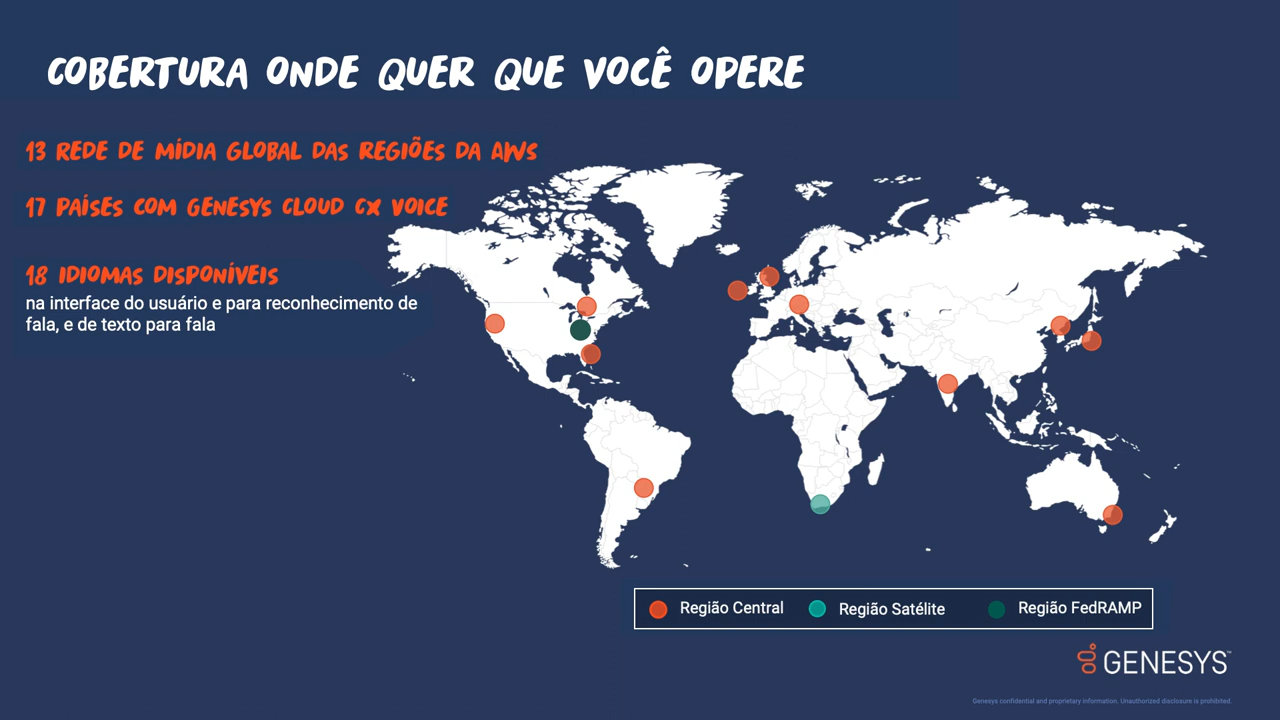 COBERTURA ONDE QUER QUE VOCÊ OPERE
13 REDE DE MÍDIA GLOBAL DAS REGIÕES DA AWS
17 PAÍSES COM GENESYS CLOUD CX VOICE
18 IDIOMAS DISPONÍVEIS
na interface do usuário e para reconhecimento de
fala, e de texto para fala
Região Central
Região Satélite
Região FedRAMP
GENESYS™
Genesys confidential and proprietary information. Unauthorized disclosure is prohibited.